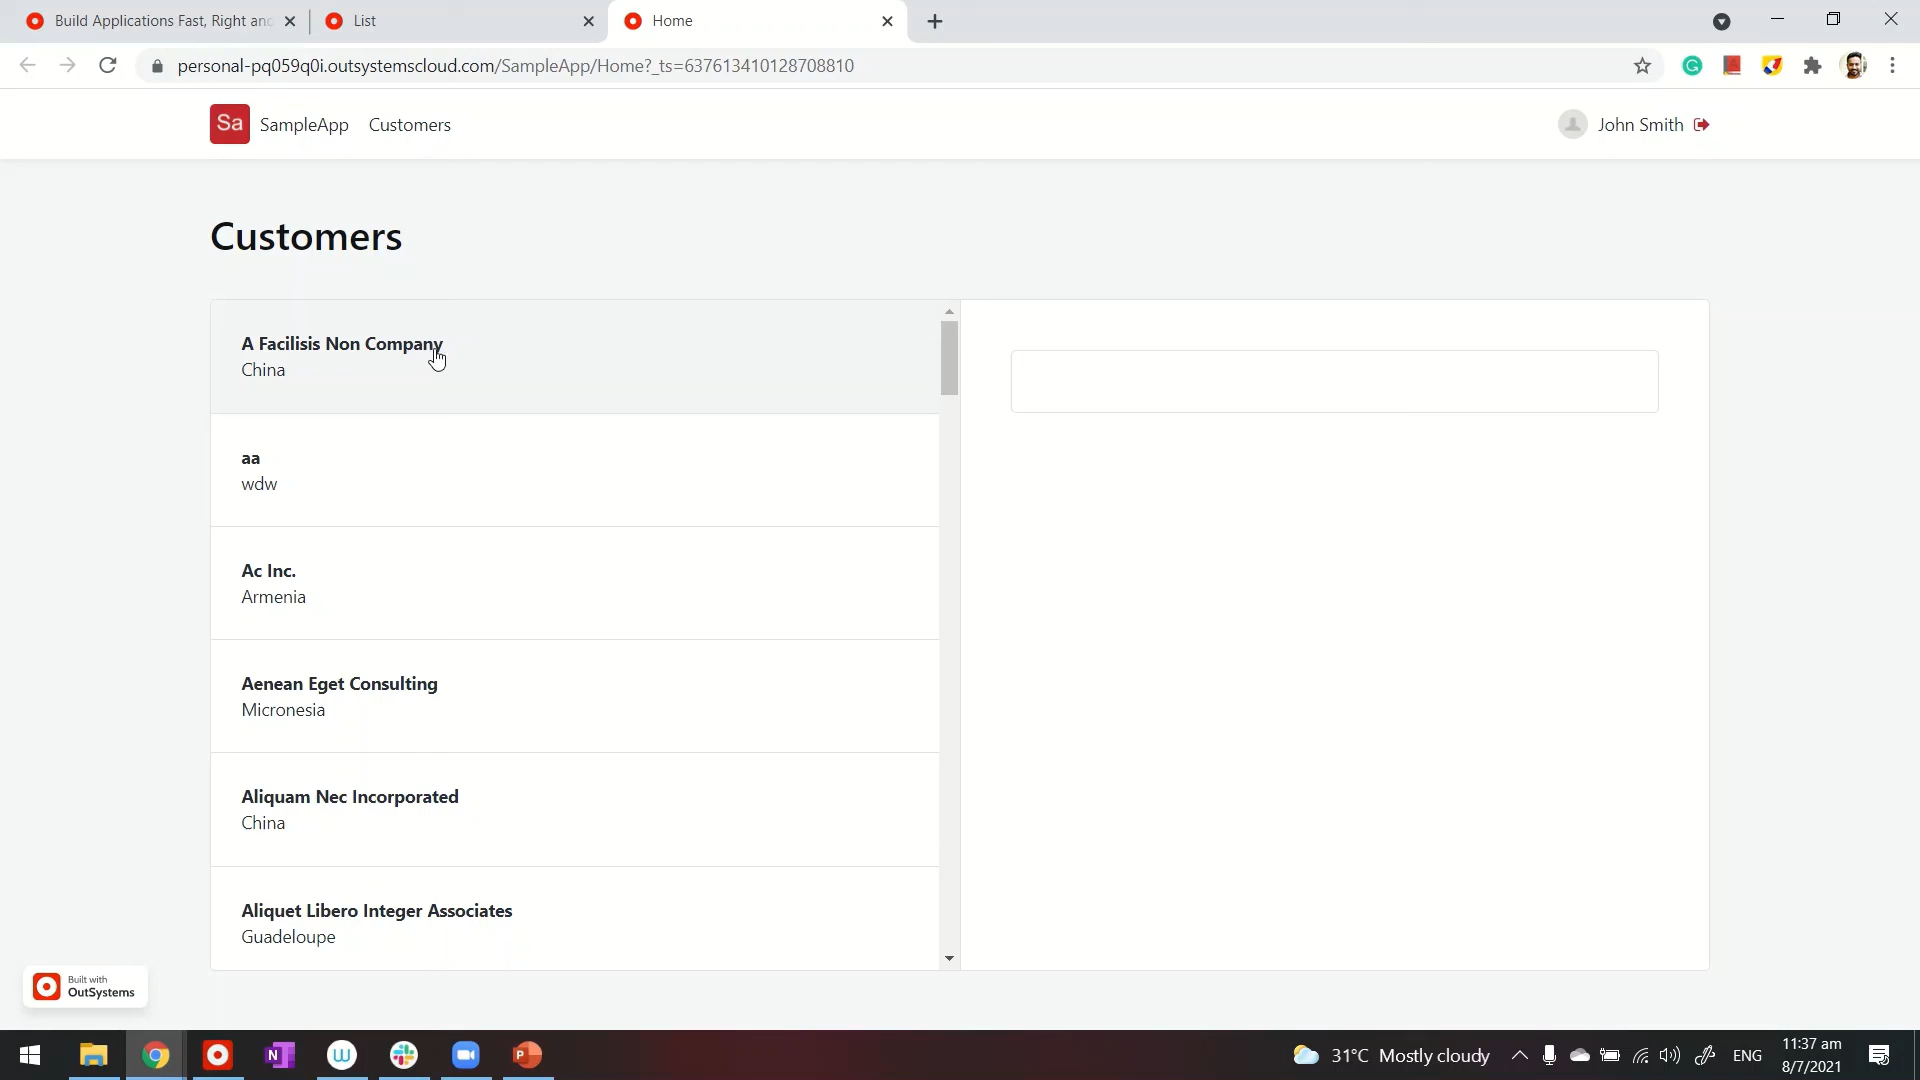 Build Applications Fast, Right and
List
Home
personal-pq059q0i.outsystemscloud.com/SampleApp/Home?_ts=637613410128708810
Sa
SampleApp
Customers
John Smith
Customers
A Facilisis Non Company
China
aa
wdw
Ac Inc.
Armenia
Aenean Eget Consulting
Micronesia
Aliquam Nec Incorporated
China
Aliquet Libero Integer Associates
Guadeloupe
Built with
OutSystems
31°C Mostly cloudy
ENG
11:37 am
8/7/2021